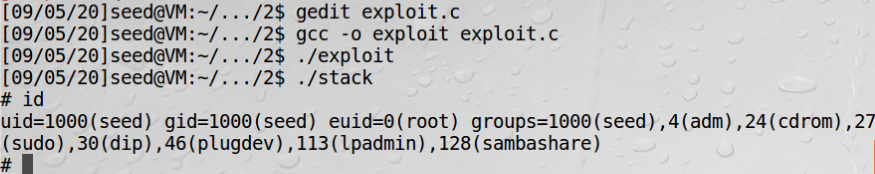 [09/05/20]seed@VM:~/.../2$ gedit exploit.c
[09/05/20]seed@VM:~/.../2$ gcc -o exploit exploit.c
[09/05/20]seed@VM:~/.../2$ ./exploit
[09/05/20]seed@VM:~/.../2$ ./stack
# id
uid=1000(seed) gid=1000(seed) euid=0(root) groups=1000(seed),4(adm),24(cdrom),27
(sudo),30(dip),46(plugdev),113(lpadmin),128(sambashare)
#